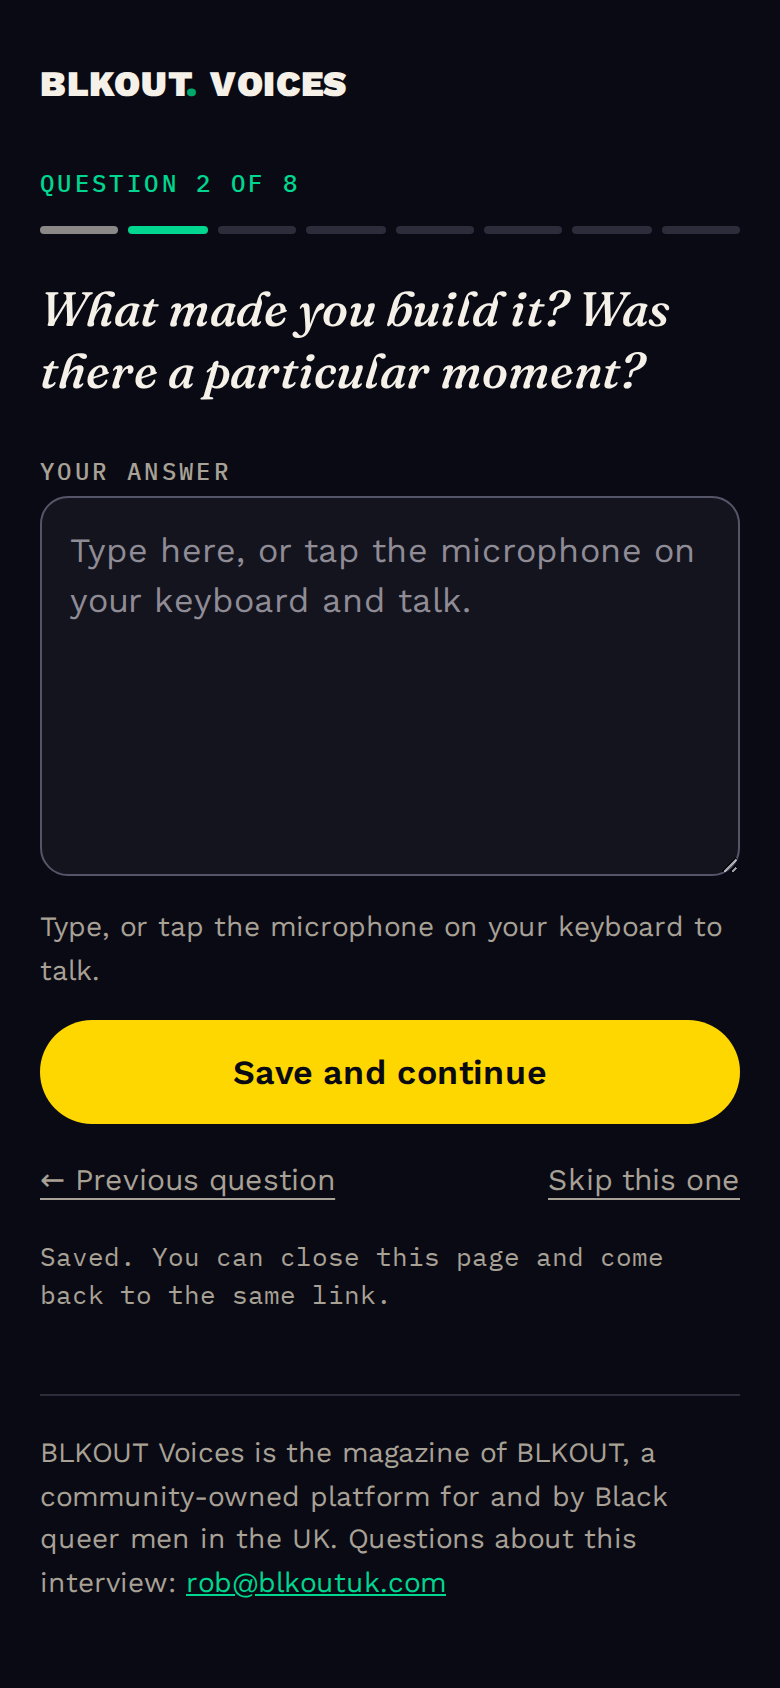 BLKOUT. VOICES
QUESTION 2 OF 8
What made you build it? Was
there a particular moment?
YOUR ANSWER
Type here, or tap the microphone on
your keyboard and talk.
Type, or tap the microphone on your keyboard to
talk.
Save and continue
← Previous question
Skip this one
Saved. You can close this page and come
back to the same link.
BLKOUT Voices is the magazine of BLKOUT, a
community-owned platform for and by Black
queer men in the UK. Questions about this
interview: rob@blkoutuk.com